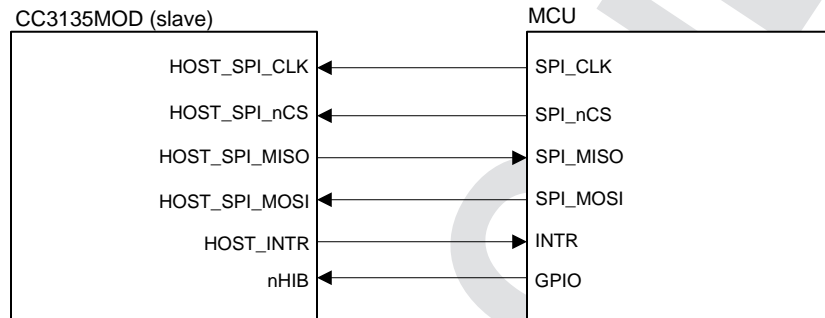 CC3135MOD (slave)
MCU
HOST_SPI_CLK
SPI_CLK
HOST_SPI_nCS
SPI_nCS
HOST_SPI_MISO
SPI_MISO
HOST_SPI_MOSI
SPI_MOSI
HOST_INTR
INTR
nHIB
GPIO